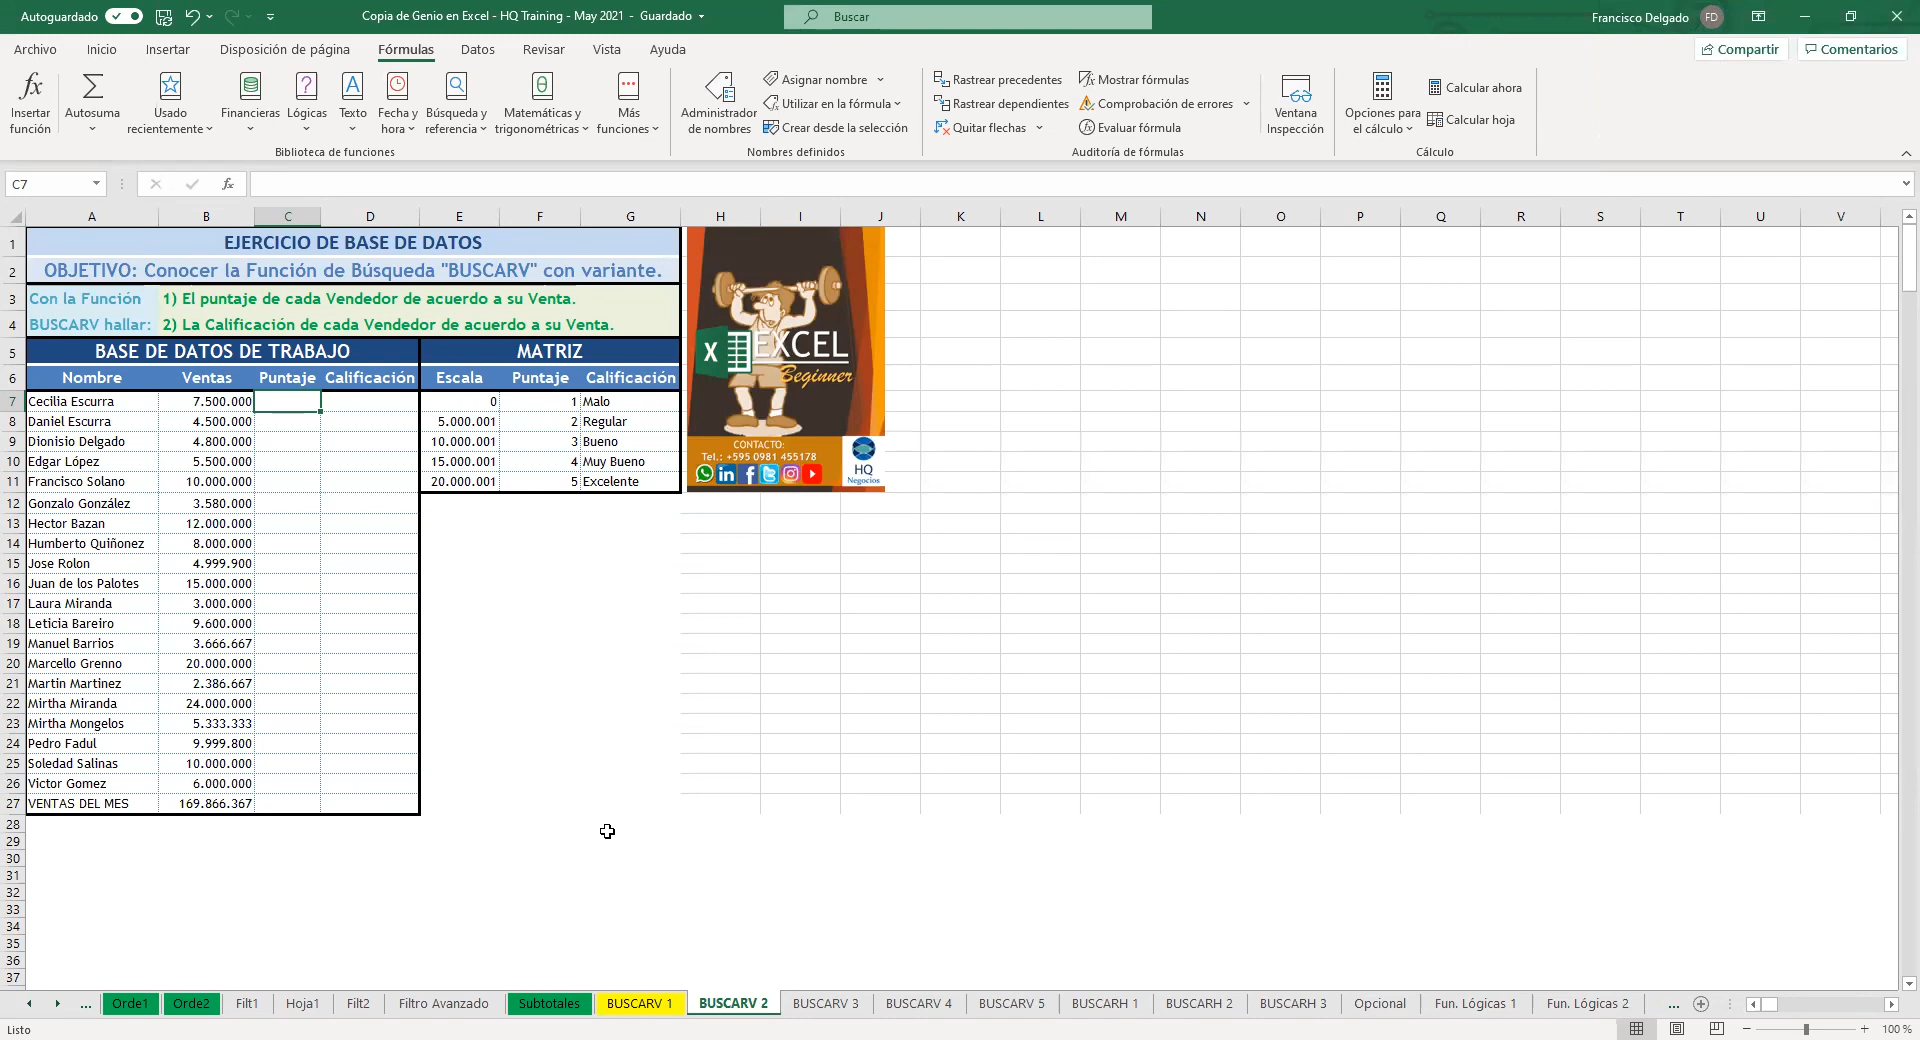 Autoguardado
Copia de Genio en Excel - HQ Training - May 2021 - Guardado
Buscar
Francisco Delgado FD
Archivo Inicio Insertar Disposición de página Fórmulas Datos Revisar Vista Ayuda
Compartir Comentarios
Insertar función
Autosuma
Usado recientemente
Financieras
Lógicas
Texto
Fecha y hora
Búsqueda y referencia
Matemáticas y trigonométricas
Más funciones
Biblioteca de funciones
Administrador de nombres
Asignar nombre
Utilizar en la fórmula
Crear desde la selección
Nombres definidos
Rastrear precedentes
Rastrear dependientes
Quitar flechas
Mostrar fórmulas
Comprobación de errores
Evaluar fórmula
Auditoría de fórmulas
Ventana Inspección
Opciones para el cálculo
Calcular ahora
Calcular hoja
Cálculo
C7
fx
A B C D E F G H I J K L M N O P Q R S T U V
1 EJERCICIO DE BASE DE DATOS
2 OBJETIVO: Conocer la Función de Búsqueda "BUSCARV" con variante.
3 Con la Función 1) El puntaje de cada Vendedor de acuerdo a su Venta.
4 BUSCARV hallar: 2) La Calificación de cada Vendedor de acuerdo a su Venta.
5 BASE DE DATOS DE TRABAJO MATRIZ
6 Nombre Ventas Puntaje Calificación Escala Puntaje Calificación
7 Cecilia Escurra 7.500.000 0 1 Malo
8 Daniel Escurra 4.500.000 5.000.001 2 Regular
9 Dionisio Delgado 4.800.000 10.000.001 3 Bueno
10 Edgar López 5.500.000 15.000.001 4 Muy Bueno
11 Francisco Solano 10.000.000 20.000.001 5 Excelente
12 Gonzalo González 3.580.000
13 Hector Bazan 12.000.000
14 Humberto Quiñonez 8.000.000
15 Jose Rolon 4.999.900
16 Juan de los Palotes 15.000.000
17 Laura Miranda 3.000.000
18 Leticia Bareiro 9.600.000
19 Manuel Barrios 3.666.667
20 Marcello Grenno 20.000.000
21 Martin Martinez 2.386.667
22 Mirtha Miranda 24.000.000
23 Mirtha Mongelos 5.333.333
24 Pedro Fadul 9.999.800
25 Soledad Salinas 10.000.000
26 Victor Gomez 6.000.000
27 VENTAS DEL MES 169.866.367
28
29
30
31
32
33
34
35
36
37
X EXCEL
Beginner
CONTACTO:
Tel.: +595 0981 455178
HQ
Negocios
... Orde1 Orde2 Filt1 Hoja1 Filt2 Filtro Avanzado Subtotales BUSCARV 1 BUSCARV 2 BUSCARV 3 BUSCARV 4 BUSCARV 5 BUSCARH 1 BUSCARH 2 BUSCARH 3 Opcional Fun. Lógicas 1 Fun. Lógicas 2 ...
Listo
100 %